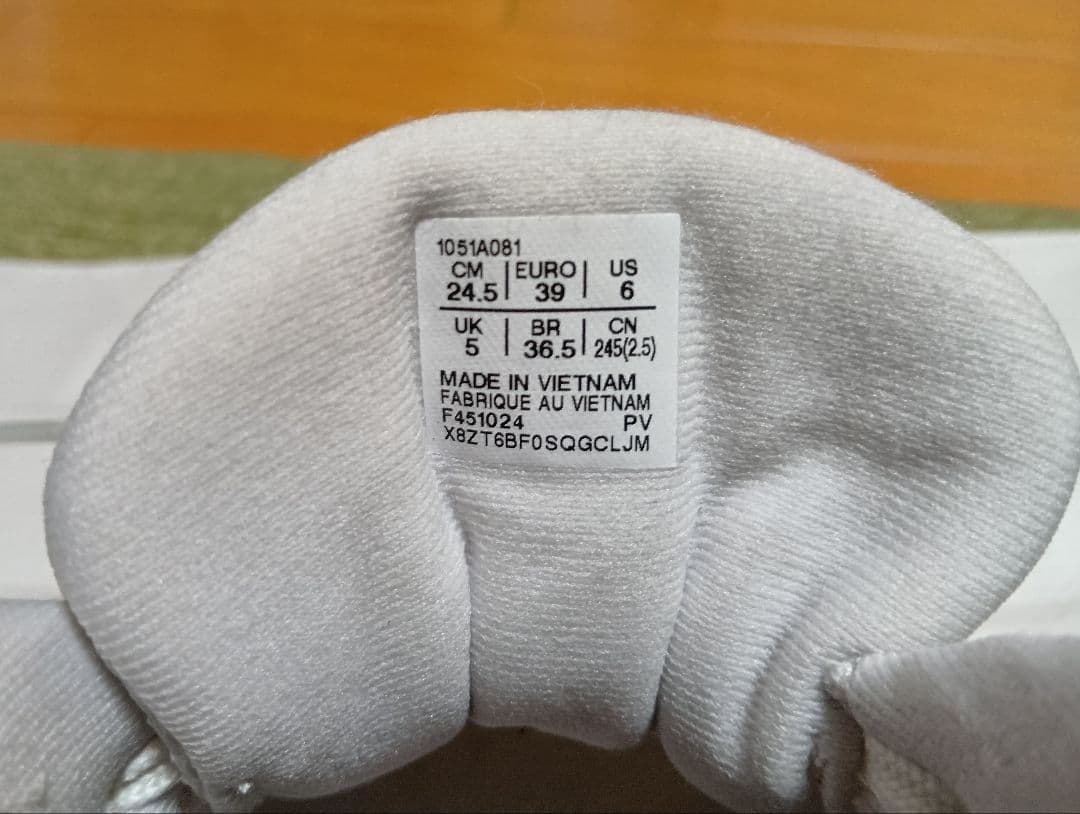 1051A081
CM | EURO | US
24.5 | 39 | 6
UK | BR | CN
5 | 36.5 | 245(2.5)
MADE IN VIETNAM
FABRIQUE AU VIETNAM
F451024 PV
X8ZT6BF0SQGCLJM